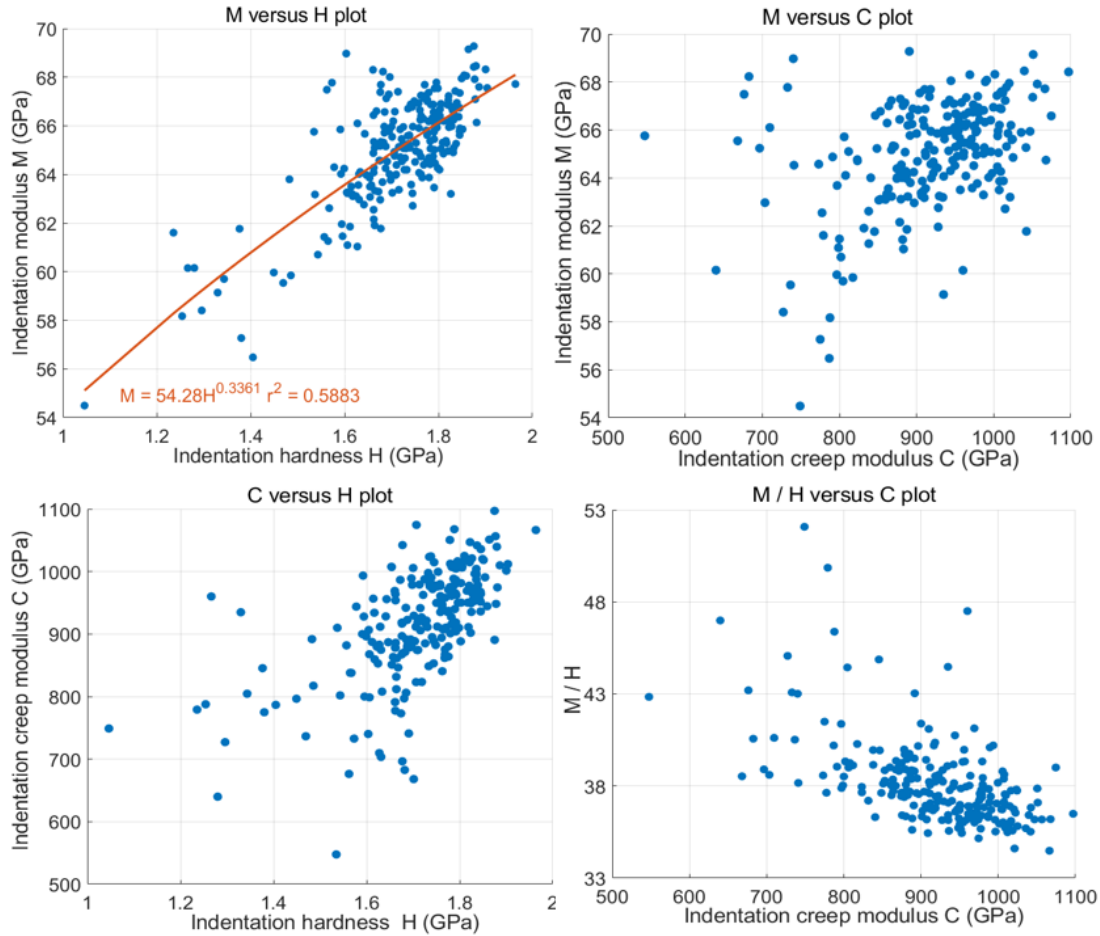 M versus H plot
70
68
66
64
62
60
58
56
54
Indentation modulus M (GPa)
M = 54.28H^0.3361 r^2 = 0.5883
1 1.2 1.4 1.6 1.8 2
Indentation hardness H (GPa)
M versus C plot
70
68
66
64
62
60
58
56
54
Indentation modulus M (GPa)
500 600 700 800 900 1000 1100
Indentation creep modulus C (GPa)
C versus H plot
1100
1000
900
800
700
600
500
Indentation creep modulus C (GPa)
1 1.2 1.4 1.6 1.8 2
Indentation hardness H (GPa)
M / H versus C plot
53
48
43
38
33
M / H
500 600 700 800 900 1000 1100
Indentation creep modulus C (GPa)